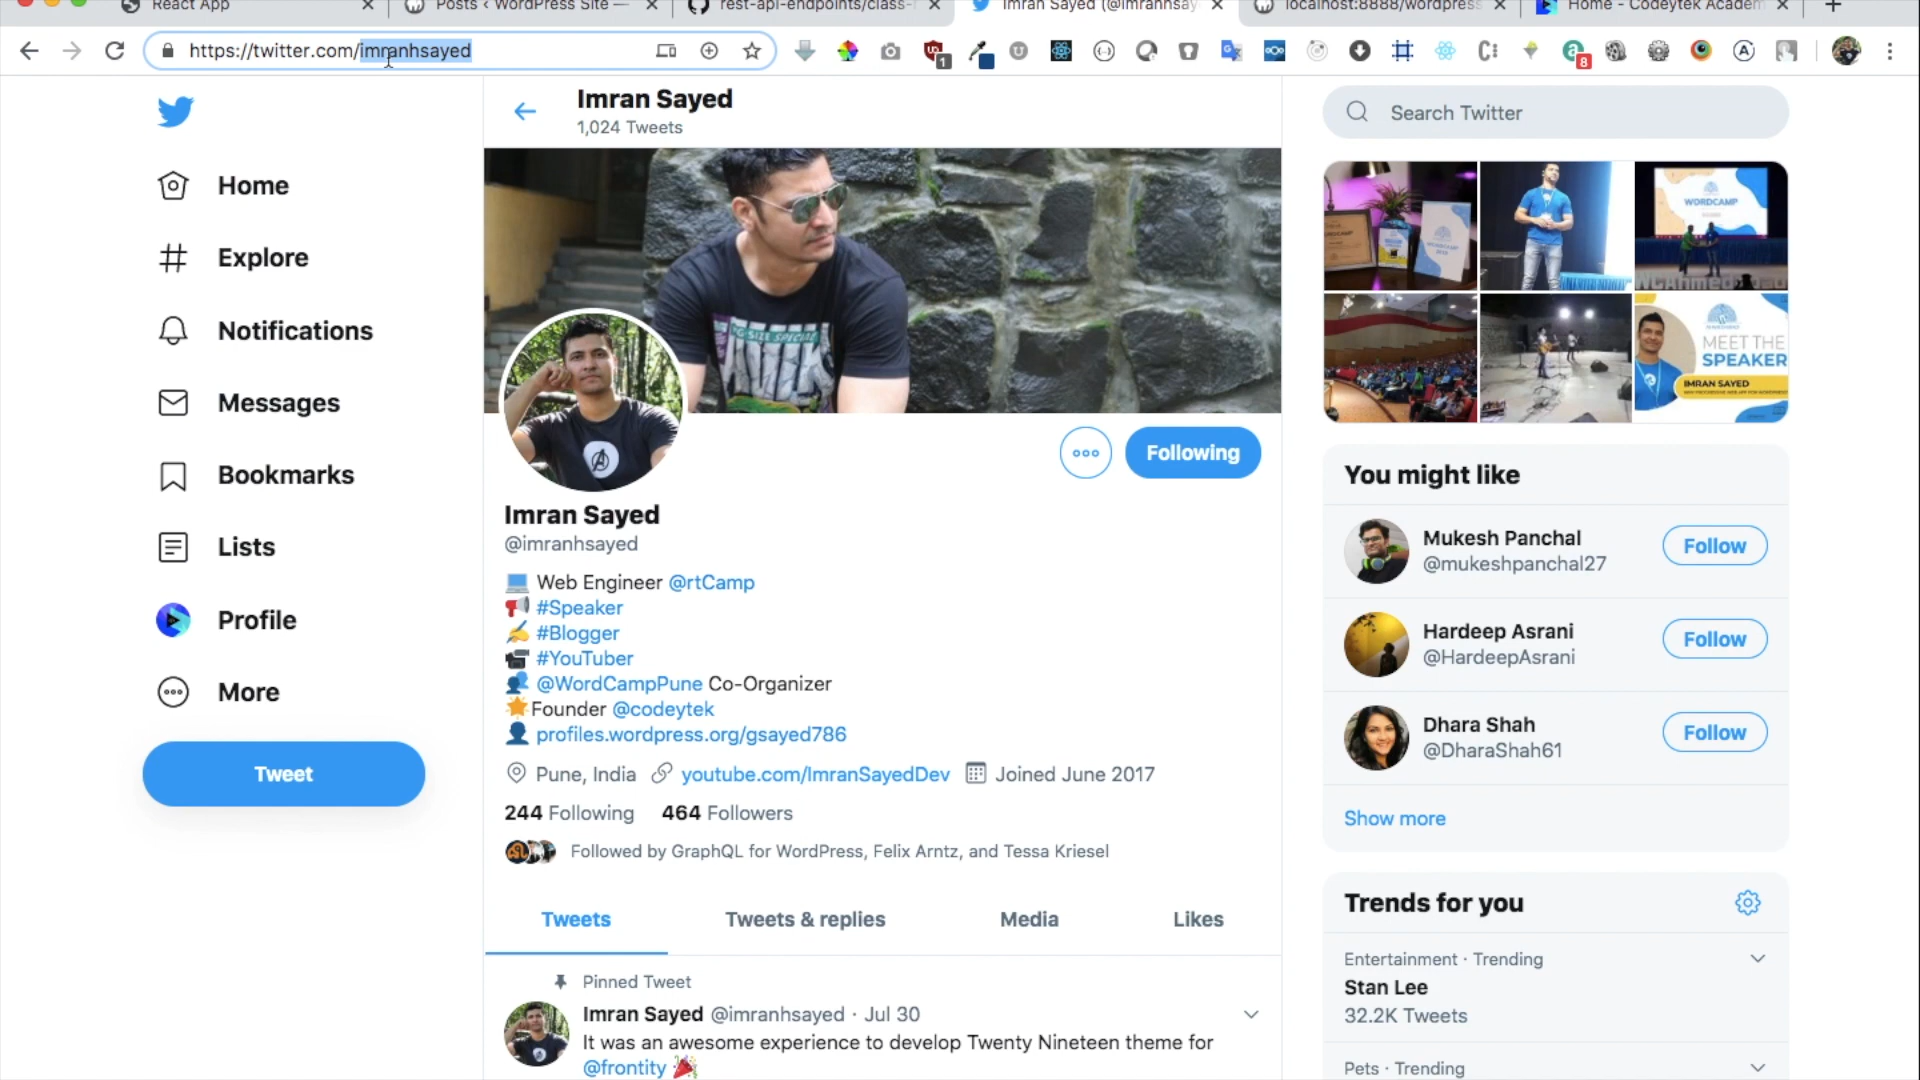 React App
Posts ‹ WordPress Site —
rest-api-endpoints/class-
Imran Sayed (@imranhsay
localhost:8888/wordpress
Home - Codeytek Academ
https://twitter.com/imranhsayed
1
8
Imran Sayed
1,024 Tweets
Search Twitter
Home
Explore
Notifications
Messages
Bookmarks
Lists
Profile
More
Tweet
WORDCAMP
MEET THE
SPEAKER
IMRAN SAYED
Following
Imran Sayed
@imranhsayed
Web Engineer @rtCamp
#Speaker
#Blogger
#YouTuber
@WordCampPune Co-Organizer
Founder @codeytek
profiles.wordpress.org/gsayed786
Pune, India youtube.com/ImranSayedDev Joined June 2017
244 Following 464 Followers
Followed by GraphQL for WordPress, Felix Arntz, and Tessa Kriesel
Tweets Tweets & replies Media Likes
Pinned Tweet
Imran Sayed @imranhsayed · Jul 30
It was an awesome experience to develop Twenty Nineteen theme for
@frontity
You might like
Mukesh Panchal
@mukeshpanchal27
Follow
Hardeep Asrani
@HardeepAsrani
Follow
Dhara Shah
@DharaShah61
Follow
Show more
Trends for you
Entertainment · Trending
Stan Lee
32.2K Tweets
Pets · Trending